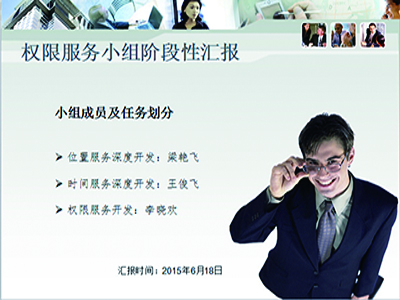 权限服务小组阶段性汇报
小组成员及任务划分
➢ 位置服务深度开发：梁艳飞
➢ 时间服务深度开发：王俊飞
➢ 权限服务开发：李晓欢
汇报时间：2015年6月18日